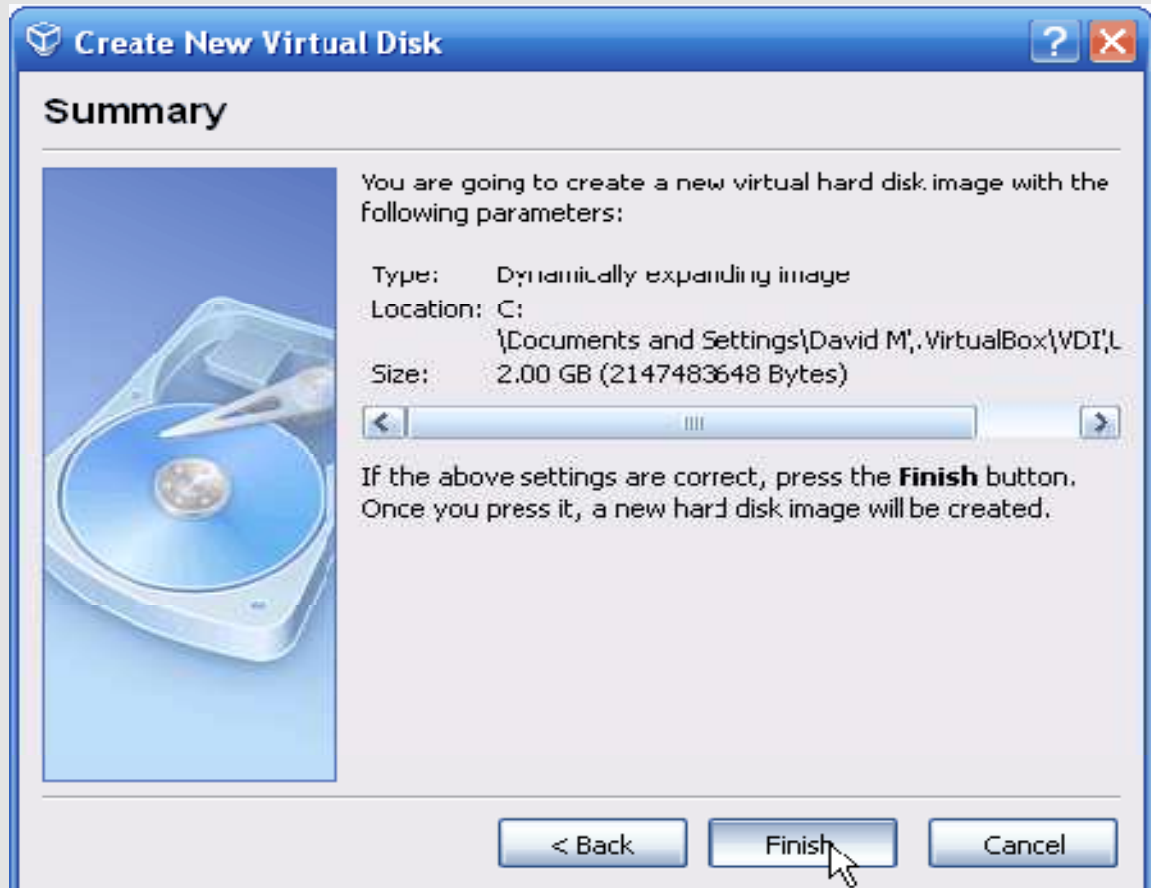 Create New Virtual Disk
Summary
You are going to create a new virtual hard disk image with the
following parameters:
Type: Dynamically expanding image
Location: C:
\Documents and Settings\David M\.VirtualBox\VDI\L
Size: 2.00 GB (2147483648 Bytes)
If the above settings are correct, press the Finish button.
Once you press it, a new hard disk image will be created.
< Back Finish Cancel